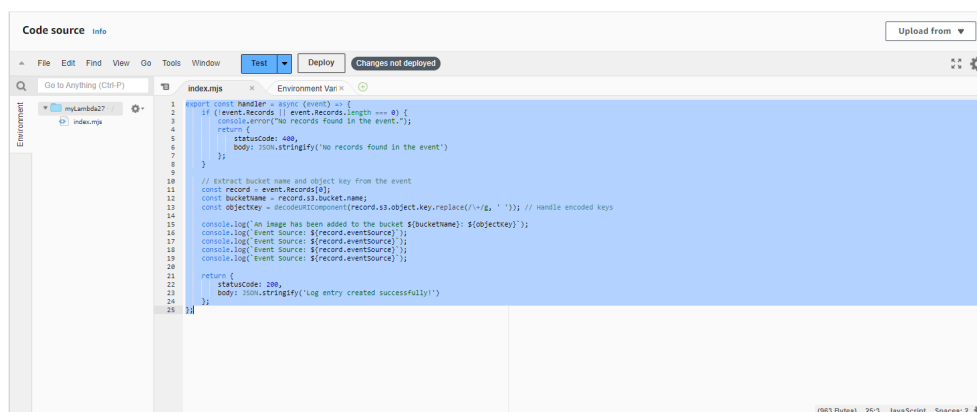 Code source Info
Upload from ▼
File Edit Find View Go Tools Window Test Deploy Changes not deployed
Go to Anything (Ctrl-P)
index.mjs × Environment Vari ×
Environment
myLambda27 - /
index.mjs
1 export const handler = async (event) => {
2 if (!event.Records || event.Records.length === 0) {
3 console.error("No records found in the event.");
4 return {
5 statusCode: 400,
6 body: JSON.stringify('No records found in the event')
7 };
8 }
9
10 // Extract bucket name and object key from the event
11 const record = event.Records[0];
12 const bucketName = record.s3.bucket.name;
13 const objectKey = decodeURIComponent(record.s3.object.key.replace(/\+/g, ' ')); // Handle encoded keys
14
15 console.log(`An image has been added to the bucket ${bucketName}: ${objectKey}`);
16 console.log(`Event Source: ${record.eventSource}`);
17 console.log(`Event Source: ${record.eventSource}`);
18 console.log(`Event Source: ${record.eventSource}`);
19 console.log(`Event Source: ${record.eventSource}`);
20
21 return {
22 statusCode: 200,
23 body: JSON.stringify('Log entry created successfully!')
24 };
25 };
(963 Bytes) 25:3 JavaScript Spaces: 2